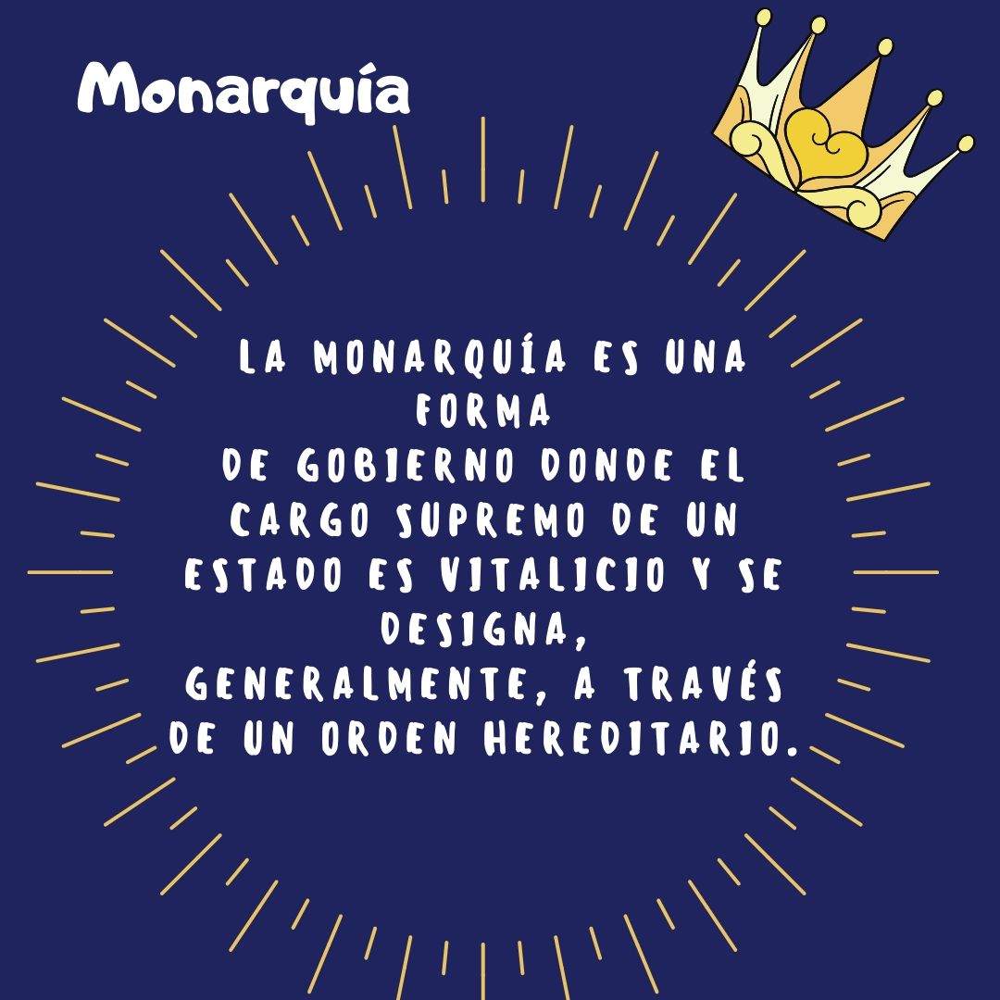 Monarquía
LA MONARQUÍA ES UNA
FORMA
DE GOBIERNO DONDE EL
CARGO SUPREMO DE UN
ESTADO ES VITALICIO Y SE
DESIGNA,
GENERALMENTE, A TRAVÉS
DE UN ORDEN HEREDITARIO.